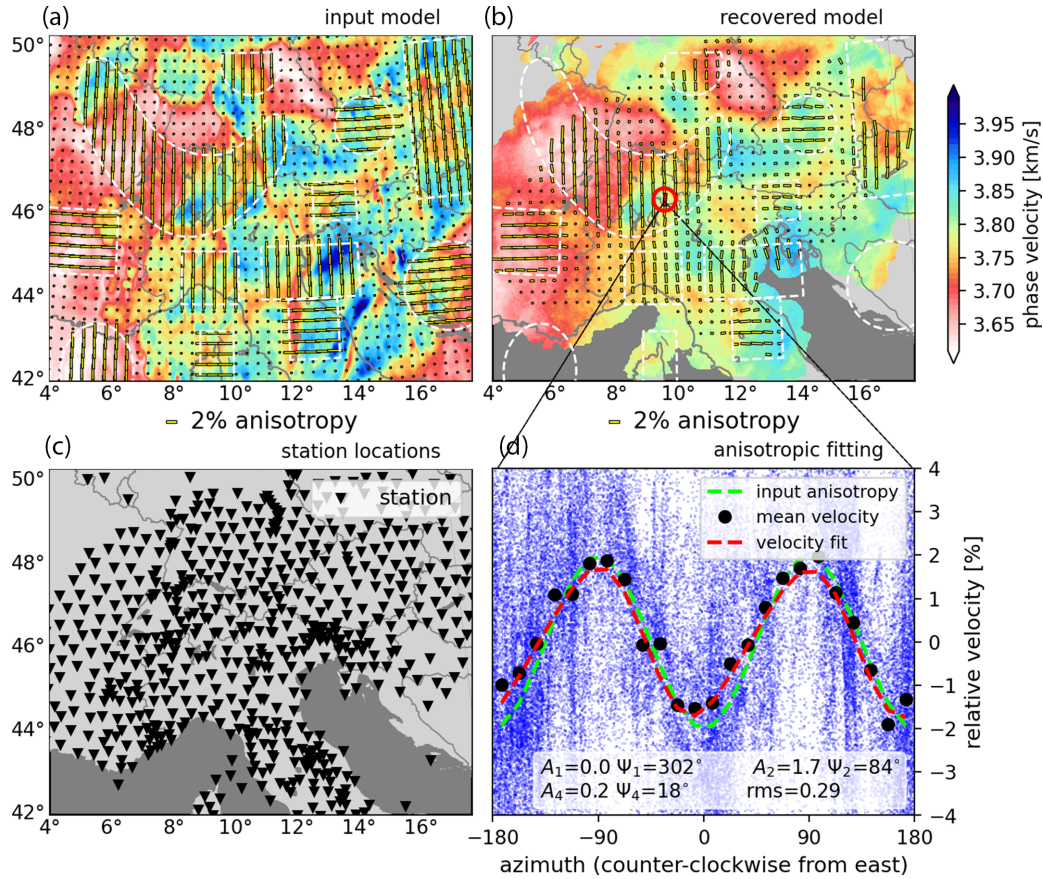 (a) input model
(b) recovered model
50°
48°
46°
44°
42°
4° 6° 8° 10° 12° 14° 16°
2% anisotropy
50°
48°
46°
44°
42°
4° 6° 8° 10° 12° 14° 16°
2% anisotropy
3.95
3.90
3.85
3.80
3.75
3.70
3.65
phase velocity [km/s]
(c) station locations
station
50°
48°
46°
44°
42°
4° 6° 8° 10° 12° 14° 16°
(d) anisotropic fitting
input anisotropy
mean velocity
velocity fit
4
3
2
1
0
−1
−2
−3
−4
relative velocity [%]
A₁=0.0 Ψ₁=302° A₂=1.7 Ψ₂=84°
A₄=0.2 Ψ₄=18° rms=0.29
−180 −90 0 90 180
azimuth (counter-clockwise from east)